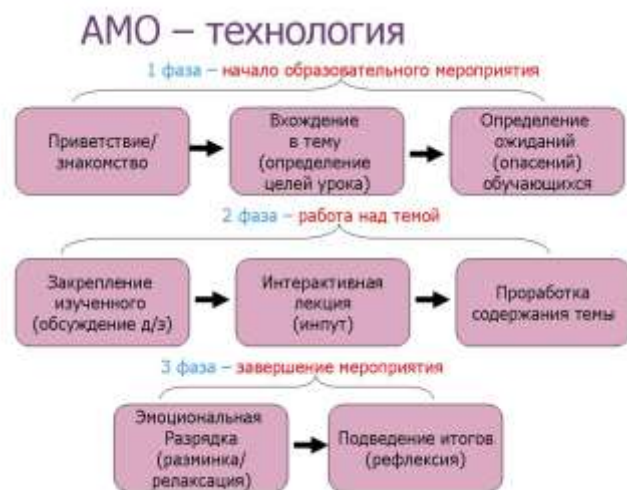 АМО – технология
1 фаза – начало образовательного мероприятия
Приветствие/
знакомство
Вхождение
в тему
(определение
целей урока)
Определение
ожиданий
(опасений)
обучающихся
2 фаза – работа над темой
Закрепление
изученного
(обсуждение д/з)
Интерактивная
лекция
(инпут)
Проработка
содержания темы
3 фаза – завершение мероприятия
Эмоциональная
Разрядка
(разминка/
релаксация)
Подведение итогов
(рефлексия)